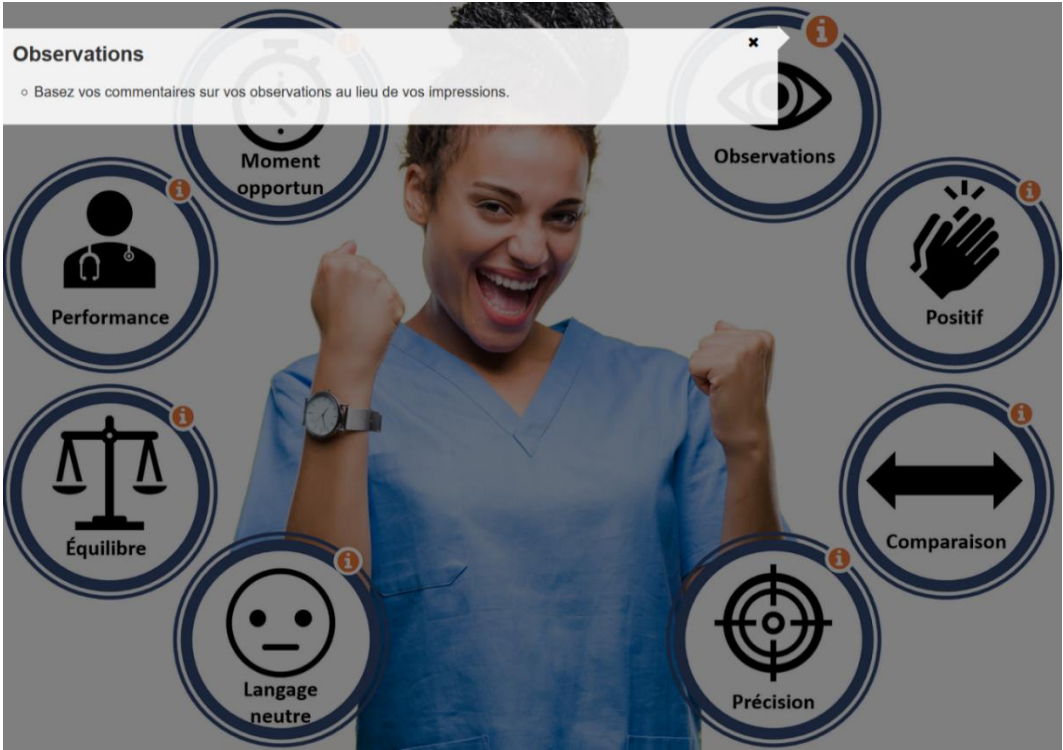 Observations
Basez vos commentaires sur vos observations au lieu de vos impressions.
Moment
opportun
Observations
Performance
Positif
Équilibre
Comparaison
Langage
neutre
Précision